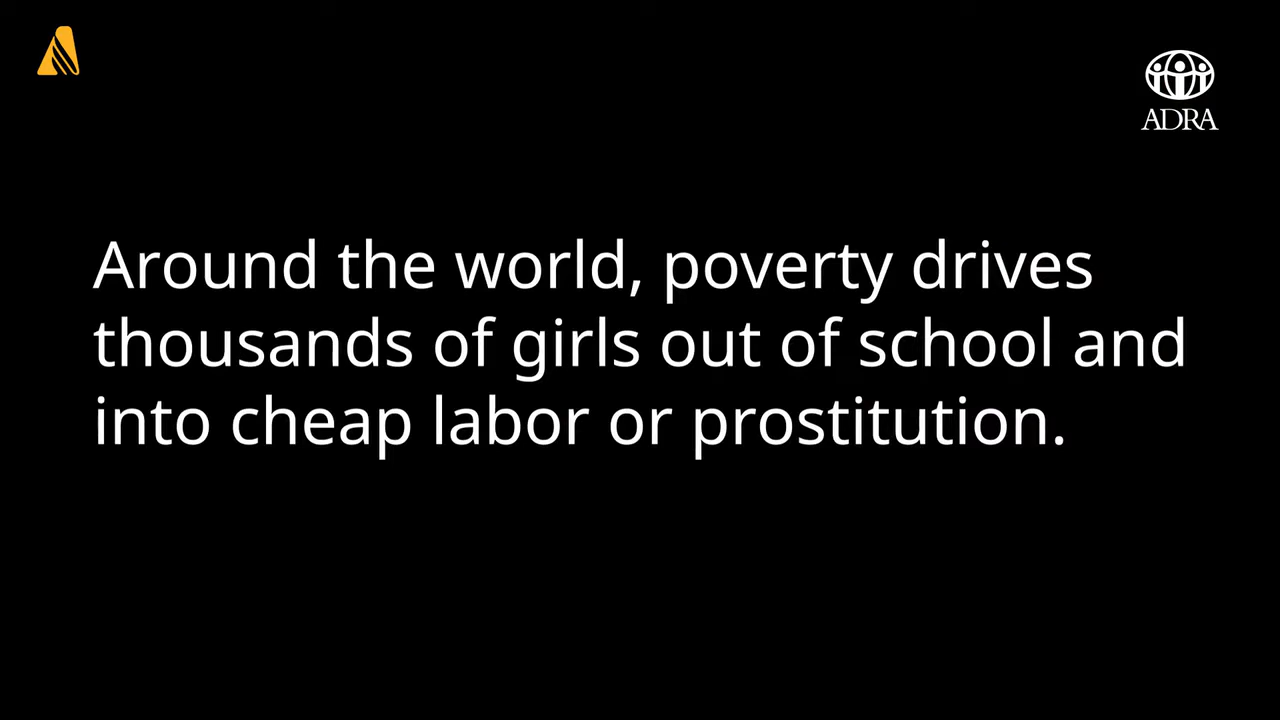 ADRA
Around the world, poverty drives
thousands of girls out of school and
into cheap labor or prostitution.